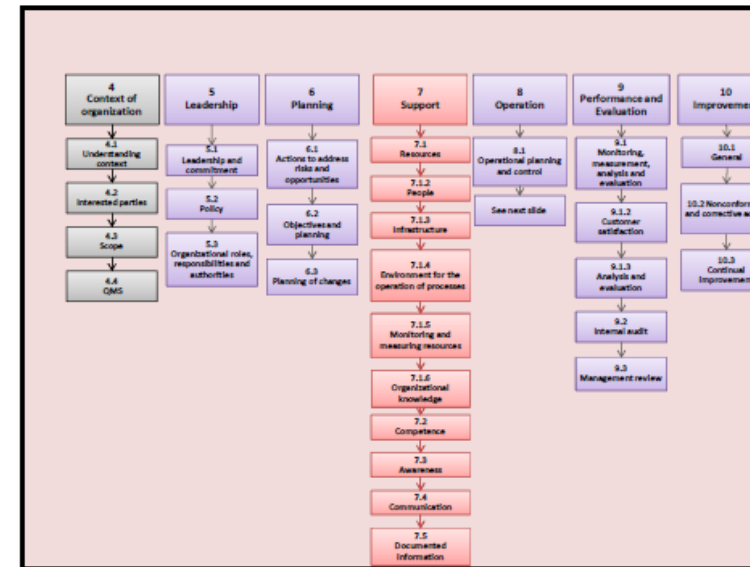 4
Context of
organization
4.1
Understanding
context
4.2
Interested parties
4.3
Scope
4.4
QMS
5
Leadership
5.1
Leadership and
commitment
5.2
Policy
5.3
Organizational roles,
responsibilities and
authorities
6
Planning
6.1
Actions to address
risks and
opportunities
6.2
Objectives and
planning
6.3
Planning of changes
7
Support
7.1
Resources
7.1.2
People
7.1.3
Infrastructure
7.1.4
Environment for the
operation of processes
7.1.5
Monitoring and
measuring resources
7.1.6
Organizational
knowledge
7.2
Competence
7.3
Awareness
7.4
Communication
7.5
Documented
Information
8
Operation
8.1
Operational planning
and control
See next slide
9
Performance and
Evaluation
9.1
Monitoring,
measurement,
analysis and
evaluation
9.1.2
Customer
satisfaction
9.1.3
Analysis and
evaluation
9.2
Internal audit
9.3
Management review
10
Improvemen
10.1
General
10.2 Nonconform
and corrective a
10.3
Continual
Improvemen